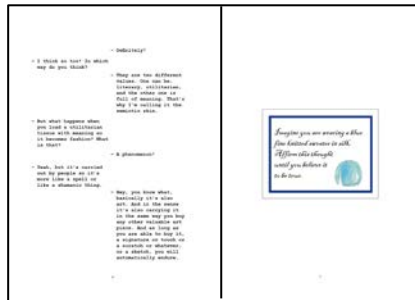 - Definitely!
- I think so too! In which
way do you think?
- They are two different
values. One can be,
literary, utilitarian,
and the other one is
full of meaning. That's
why I'm calling it the
semiotic skin.
- But what happens when
you load a utilitarian
tissue with meaning so
it becomes fashion? What
is that?
- A phenomenon?
- Yeah, but it's carried
out by people so it's
more like a spell or
like a shamanic thing.
- Hey, you know what,
basically it's also
art. And in the sense
it's also carrying it
in the same way you buy
any other valuable art
piece. And as long as
you are able to buy it,
a signature or touch or
a scratch or whatever,
or a sketch, you will
automatically endure.
Imagine you are wearing a blue
fine knitted sweater in silk.
Affirm this thought
until you believe it
to be true.